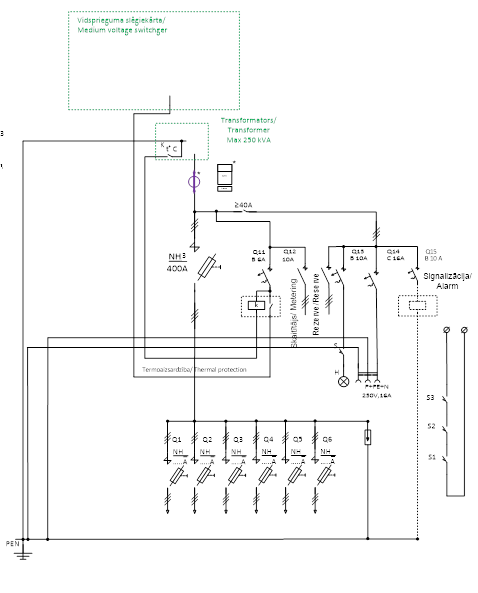 Vidsprieguma slēgiekārta/
Medium voltage switchger
Transformators/
Transformer
Max 250 kVA
K
t° C
*
*
≥40A
NH3
400A
Q11
B 6A
Q12
10A
Q13
B 10A
Q14
C 16A
Q15
B 10 A
Signalizācija/
Alarm
Skaitītājs/ Metering
Rezerve/Reserve
k
S
H
Termoaizsardzība/ Thermal protection
F+PE+N
230V, 16A
Q1
Q2
Q3
Q4
Q5
Q6
NH
NH
NH
NH
NH
NH
.....A
.....A
.....A
.....A
.....A
.....A
S3
S2
S1
PEN